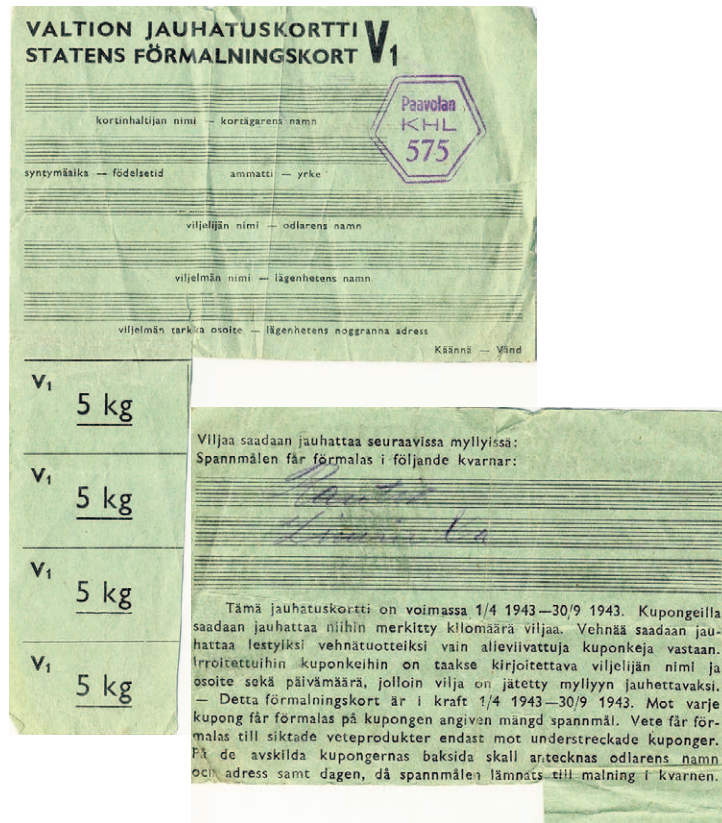 VALTION JAUHATUSKORTTI V1
STATENS FÖRMALNINGSKORT
Paavolan
KHL
575
kortinhaltijan nimi — kortägarens namn
syntymäaika — födelsetid ammatti — yrke
viljelijän nimi — odlarens namn
viljelmän nimi — lägenhetens namn
viljelmän tarkka osoite — lägenhetens noggranna adress
Käännä — Vänd
V1 5 kg
V1 5 kg
V1 5 kg
V1 5 kg
Viljaa saadaan jauhattaa seuraavissa myllyissä:
Spannmålen får förmalas i följande kvarnar:
Tämä jauhatuskortti on voimassa 1/4 1943—30/9 1943. Kupongeilla
saadaan jauhattaa niihin merkitty kilomäärä viljaa. Vehnää saadaan jau-
hattaa lestyiksi vehnätuotteiksi vain alleviivattuja kuponkeja vastaan.
Irroitettuihin kuponkeihin on taakse kirjoitettava viljelijän nimi ja
osoite sekä päivämäärä, jolloin vilja on jätetty myllyyn jauhettavaksi.
— Detta förmalningskort är i kraft 1/4 1943—30/9 1943. Mot varje
kupong får förmalas på kupongen angiven mängd spannmål. Vete får för-
malas till siktade veteprodukter endast mot understreckade kuponger.
På de avskilda kupongernas baksida skall antecknas odlarens namn
och adress samt dagen, då spannmålen lämnats till malning i kvarnen.